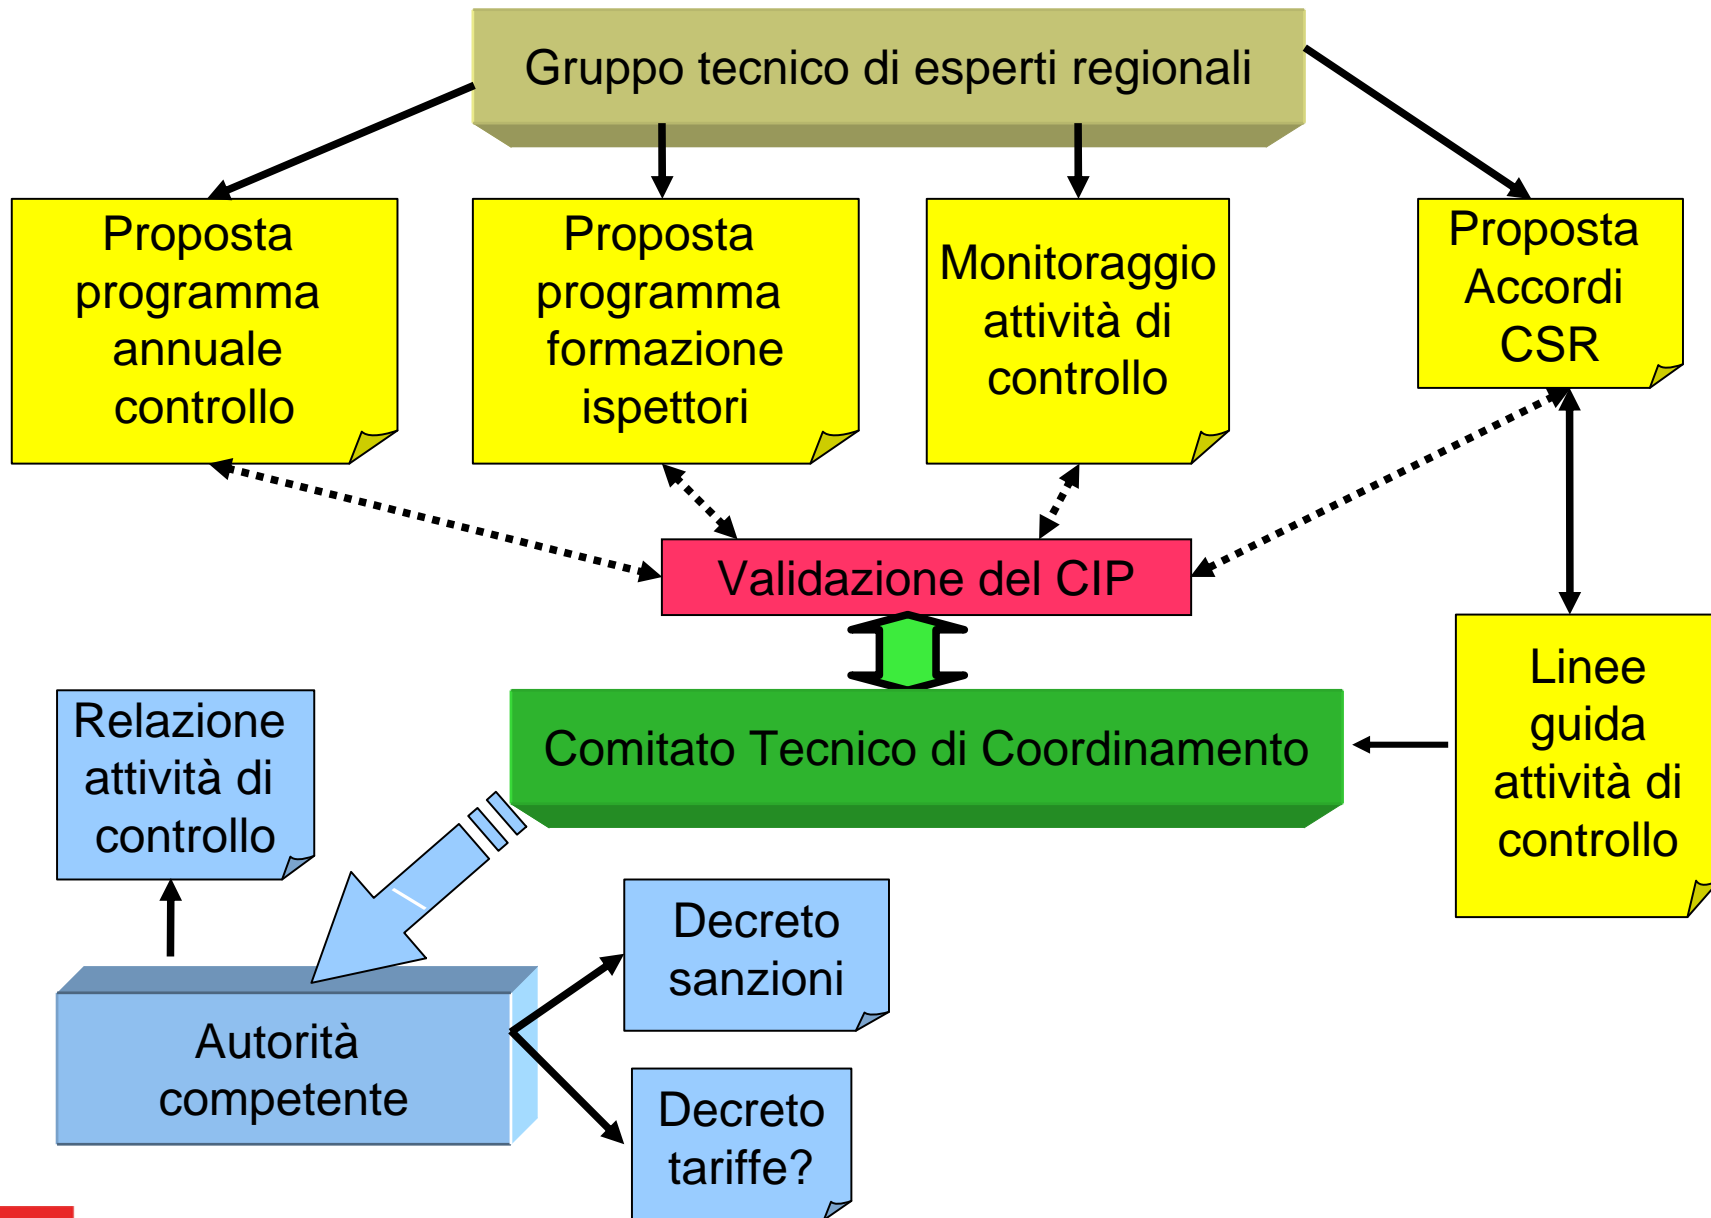 Gruppo tecnico di esperti regionali
Proposta
programma
annuale
controllo
Proposta
programma
formazione
ispettori
Monitoraggio
attività di
controllo
Proposta
Accordi
CSR
Validazione del CIP
Comitato Tecnico di Coordinamento
Linee
guida
attività di
controllo
Relazione
attività di
controllo
Autorità
competente
Decreto
sanzioni
Decreto
tariffe?